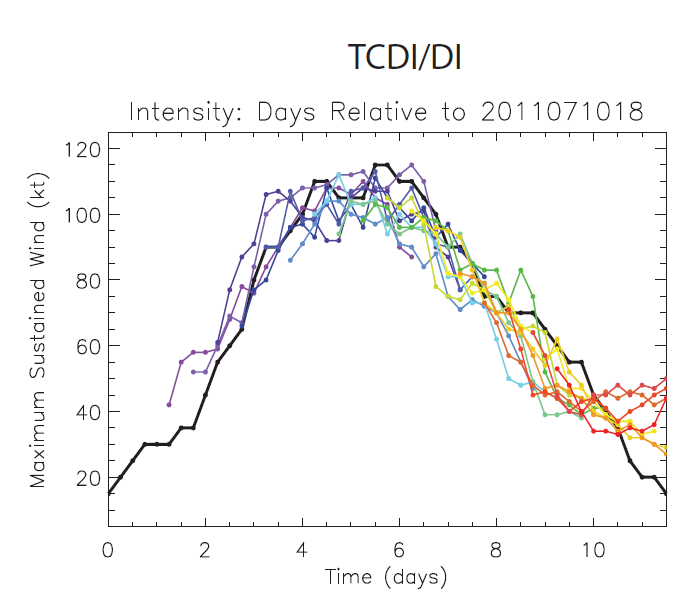 TCDI/DI
Intensity: Days Relative to 2011071018
Maximum Sustained Wind (kt)
120
100
80
60
40
20
0 2 4 6 8 10
Time (days)